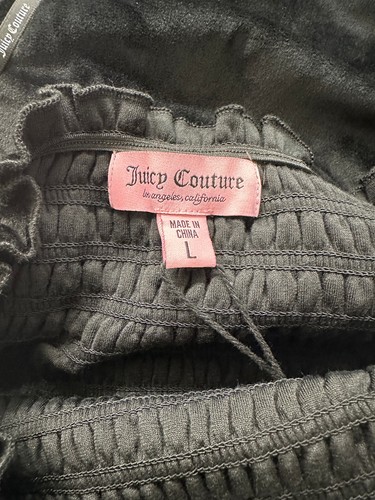 Juicy Couture
Juicy Couture
los angeles, california
MADE IN
CHINA
L